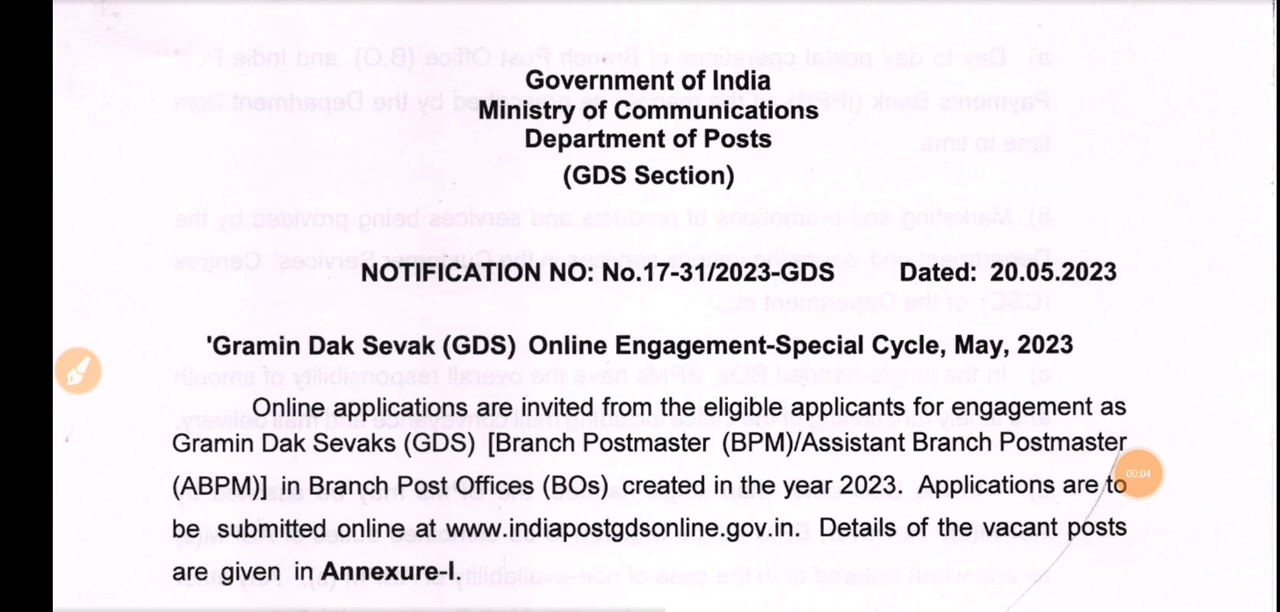 Government of India
Ministry of Communications
Department of Posts
(GDS Section)
NOTIFICATION NO: No.17-31/2023-GDS Dated: 20.05.2023
'Gramin Dak Sevak (GDS) Online Engagement-Special Cycle, May, 2023
Online applications are invited from the eligible applicants for engagement as
Gramin Dak Sevaks (GDS) [Branch Postmaster (BPM)/Assistant Branch Postmaster
(ABPM)] in Branch Post Offices (BOs) created in the year 2023. Applications are to
be submitted online at www.indiapostgdsonline.gov.in. Details of the vacant posts
are given in Annexure-I.
00:04